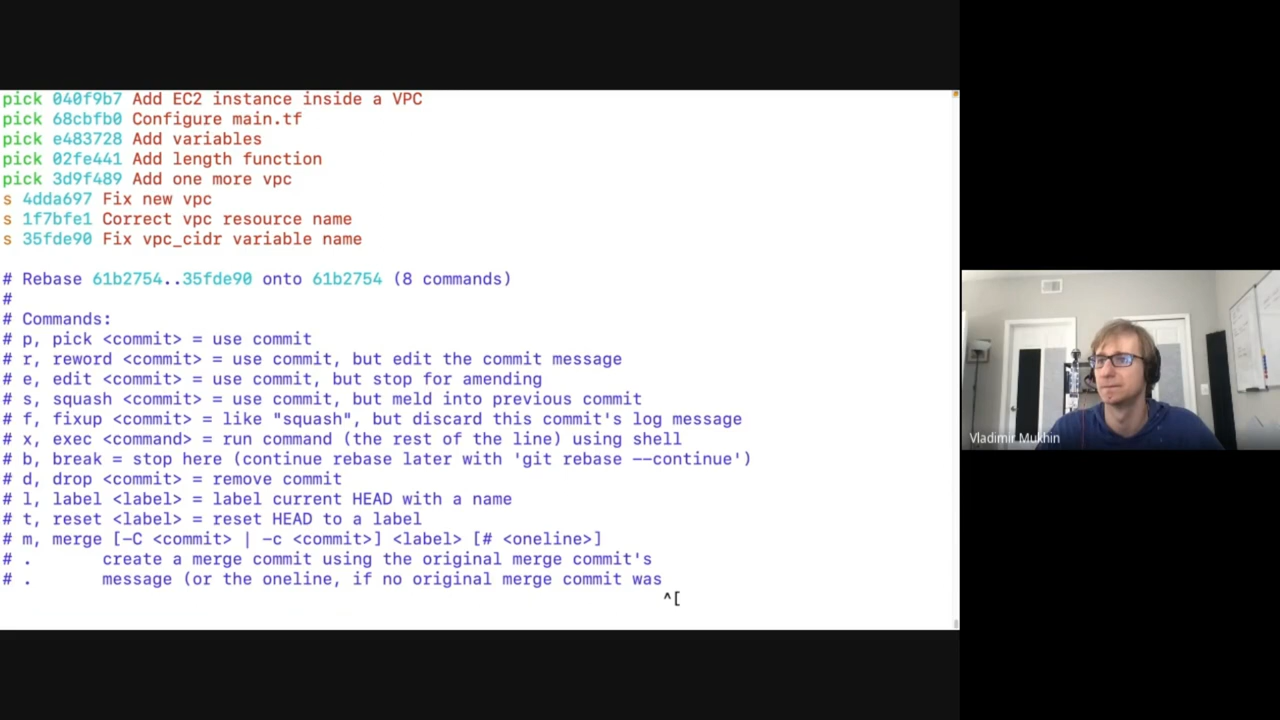 pick 040f9b7 Add EC2 instance inside a VPC
pick 68cbfb0 Configure main.tf
pick e483728 Add variables
pick 02fe441 Add length function
pick 3d9f489 Add one more vpc
s 4dda697 Fix new vpc
s 1f7bfe1 Correct vpc resource name
s 35fde90 Fix vpc_cidr variable name
# Rebase 61b2754..35fde90 onto 61b2754 (8 commands)
#
# Commands:
# p, pick <commit> = use commit
# r, reword <commit> = use commit, but edit the commit message
# e, edit <commit> = use commit, but stop for amending
# s, squash <commit> = use commit, but meld into previous commit
# f, fixup <commit> = like "squash", but discard this commit's log message
# x, exec <command> = run command (the rest of the line) using shell
# b, break = stop here (continue rebase later with 'git rebase --continue')
# d, drop <commit> = remove commit
# l, label <label> = label current HEAD with a name
# t, reset <label> = reset HEAD to a label
# m, merge [-C <commit> | -c <commit>] <label> [# <oneline>]
# .       create a merge commit using the original merge commit's
# .       message (or the oneline, if no original merge commit was
^[
Vladimir Mukhin